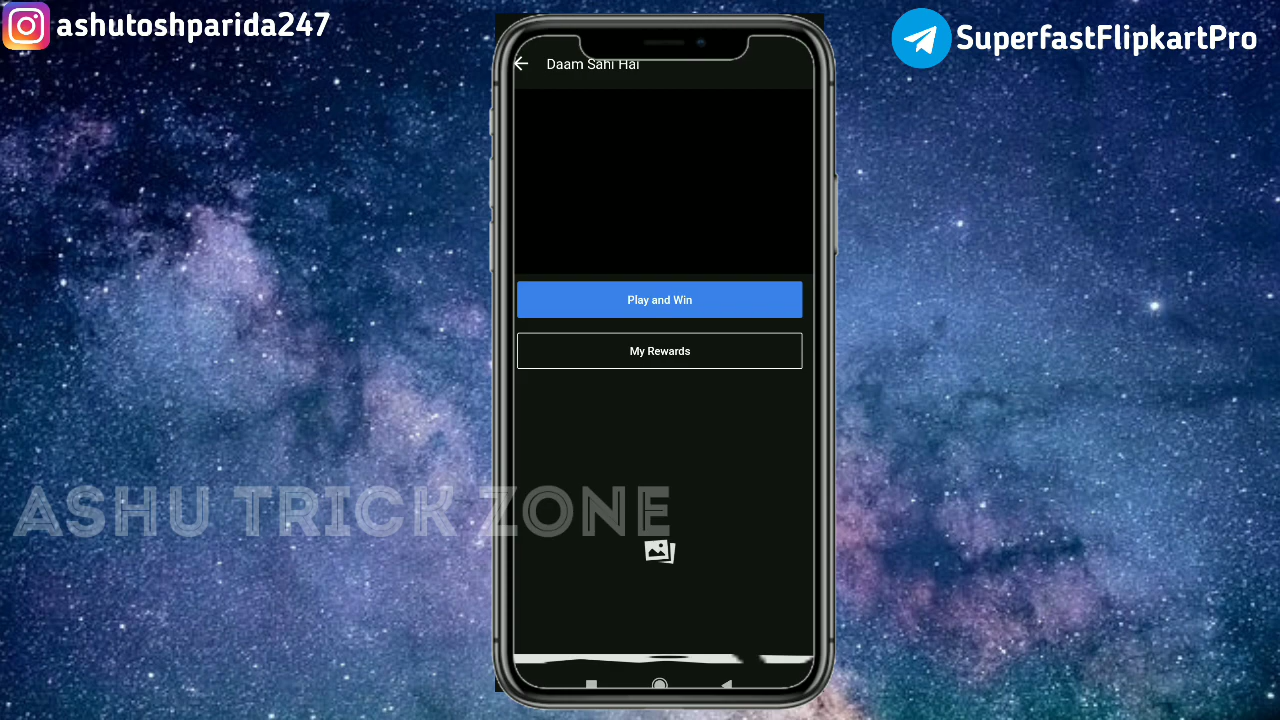 ashutoshparida247
SuperfastFlipkartPro
Daam Sahi Hai
Play and Win
My Rewards
ASHU TRICK ZONE